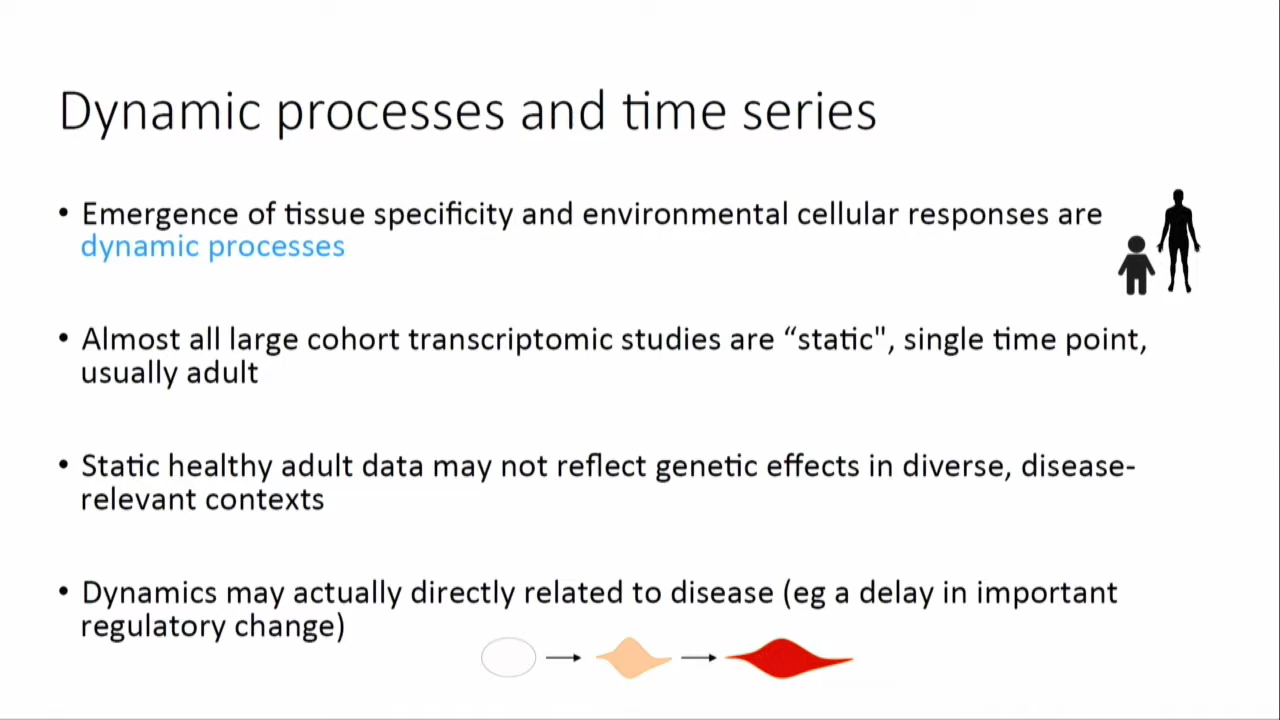 Dynamic processes and time series
• Emergence of tissue specificity and environmental cellular responses are
dynamic processes
• Almost all large cohort transcriptomic studies are “static", single time point,
usually adult
• Static healthy adult data may not reflect genetic effects in diverse, disease-
relevant contexts
• Dynamics may actually directly related to disease (eg a delay in important
regulatory change)